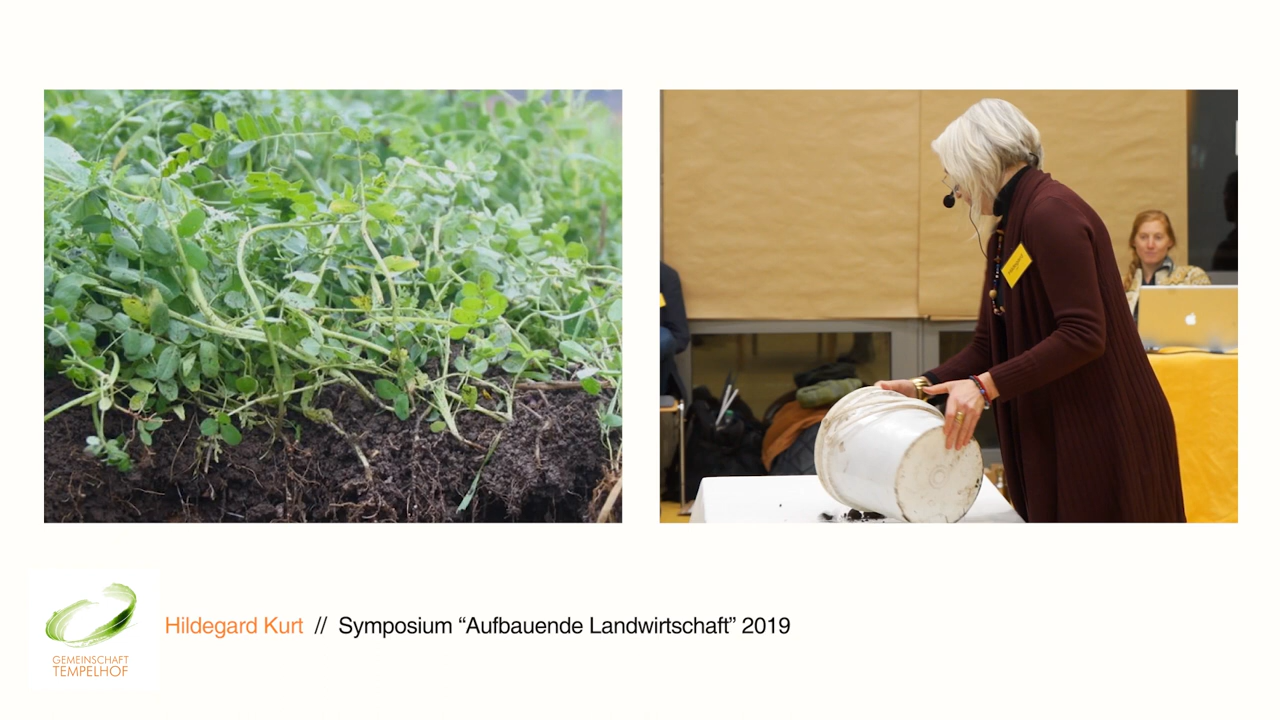 Hildegard Kurt // Symposium “Aufbauende Landwirtschaft” 2019
GEMEINSCHAFT
TEMPELHOF